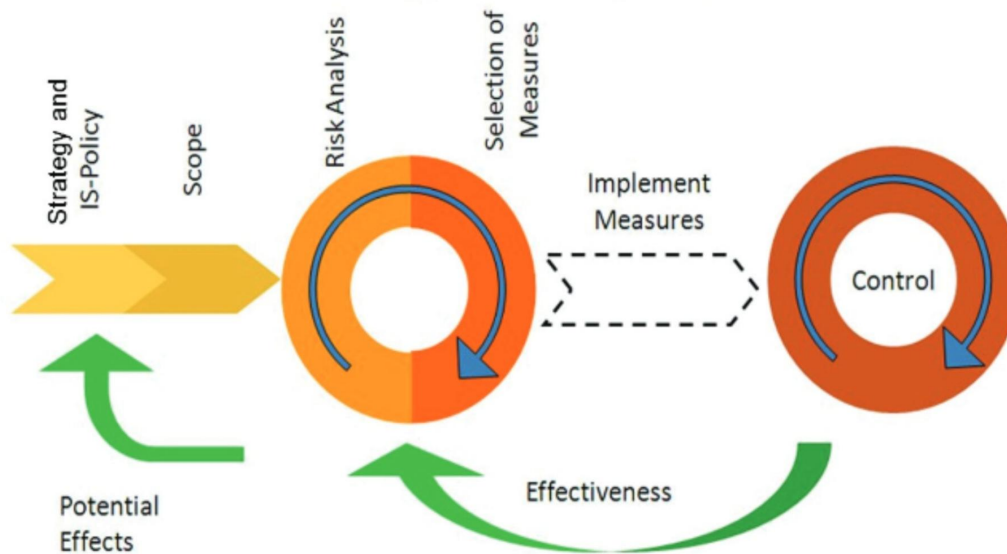 Strategy and
IS-Policy
Scope
Risk Analysis
Selection of
Measures
Implement
Measures
Control
Effectiveness
Potential
Effects